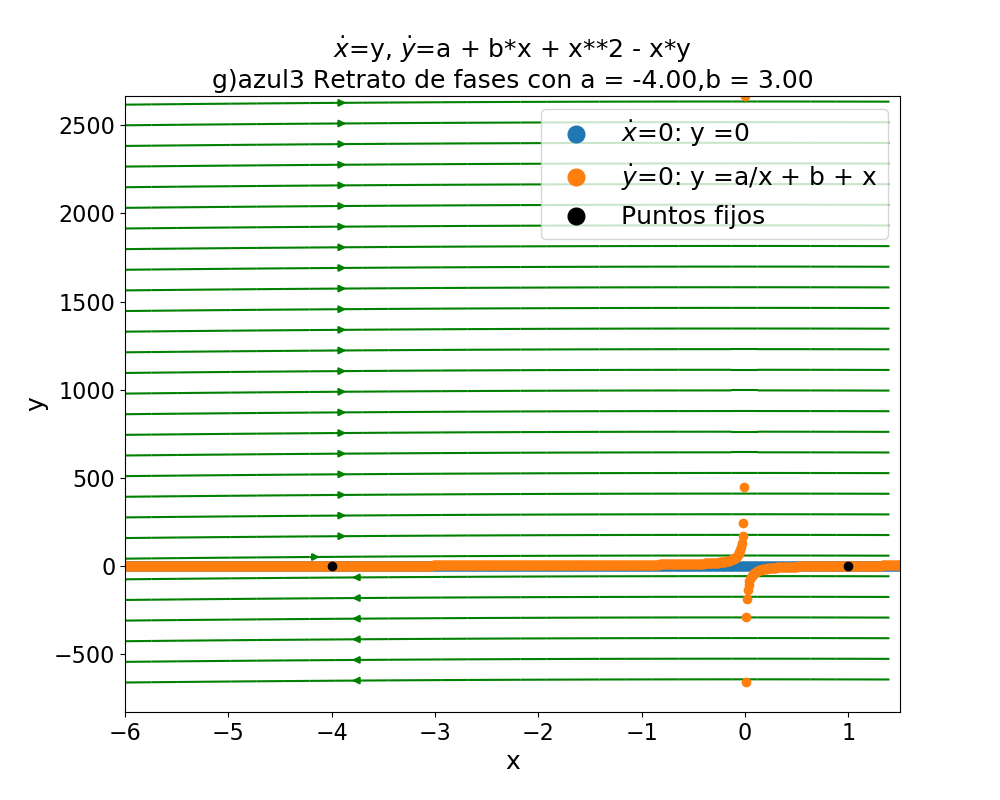 ẋ=y, ẏ=a + b*x + x**2 - x*y
g)azul3 Retrato de fases con a = -4.00,b = 3.00
ẋ=0: y =0
ẏ=0: y =a/x + b + x
Puntos fijos
2500
2000
1500
1000
500
0
−500
y
−6 −5 −4 −3 −2 −1 0 1
x